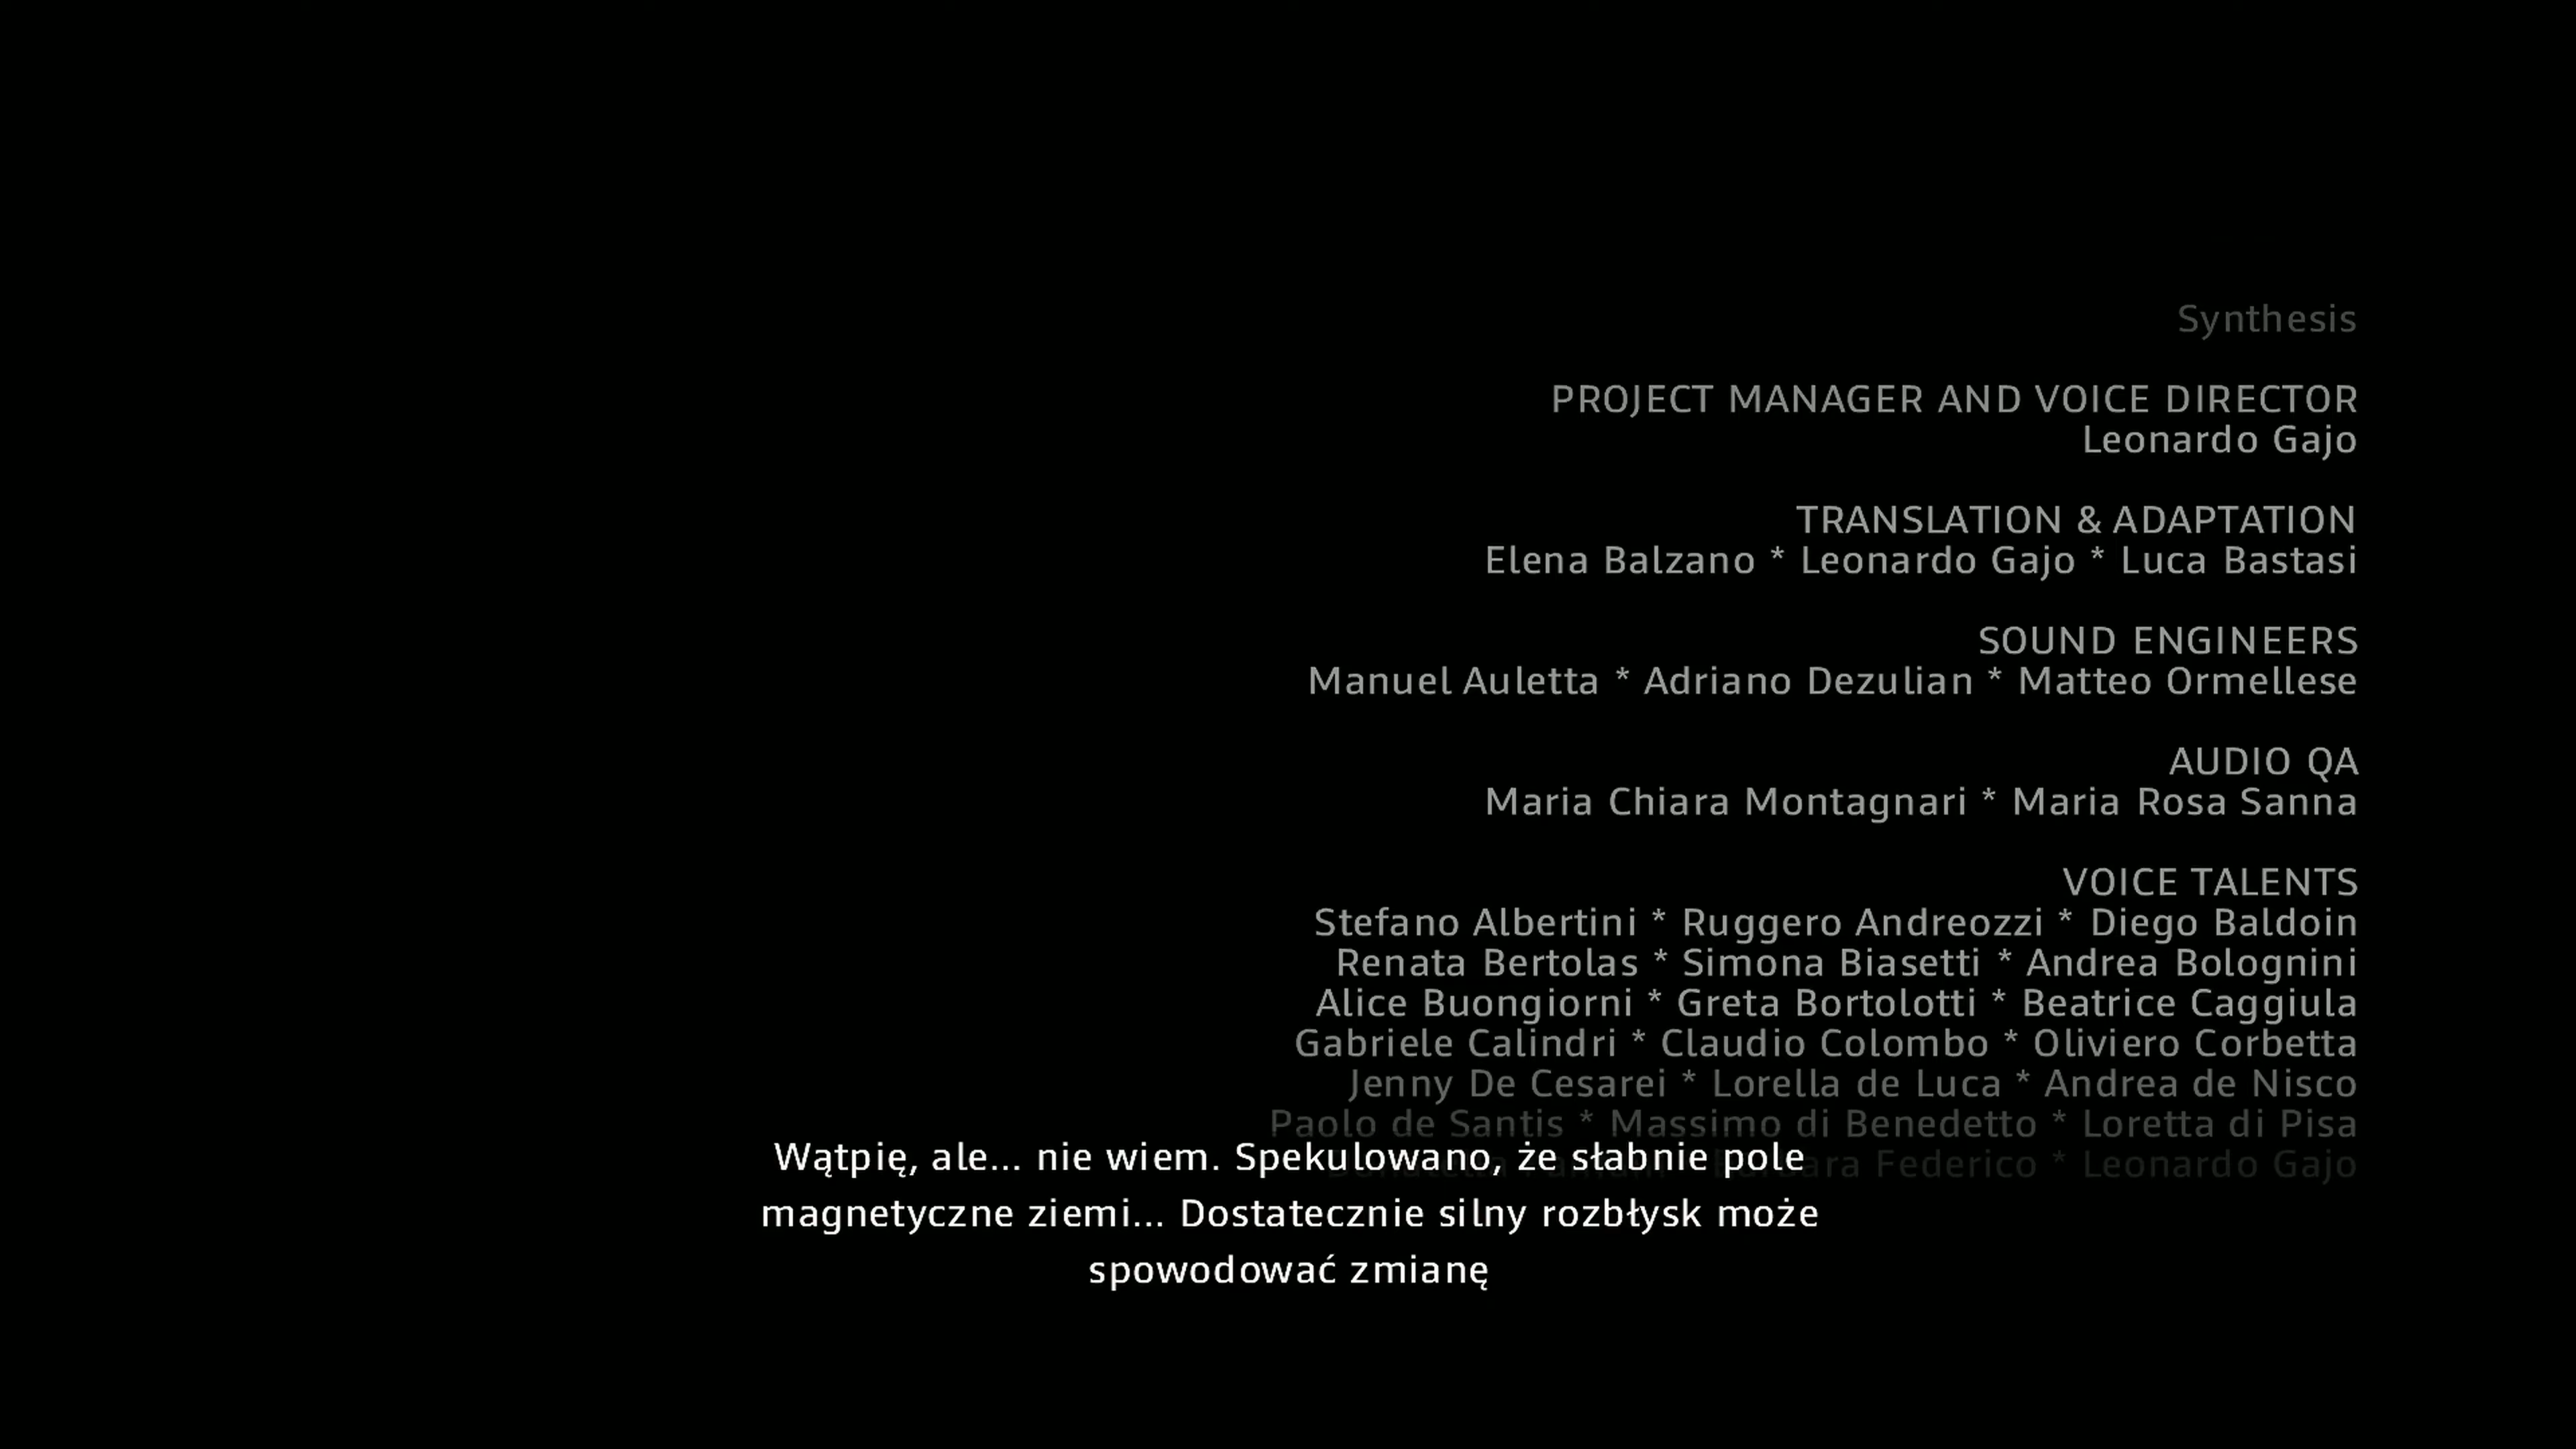 Synthesis
PROJECT MANAGER AND VOICE DIRECTOR
Leonardo Gajo
TRANSLATION & ADAPTATION
Elena Balzano * Leonardo Gajo * Luca Bastasi
SOUND ENGINEERS
Manuel Auletta * Adriano Dezulian * Matteo Ormellese
AUDIO QA
Maria Chiara Montagnari * Maria Rosa Sanna
VOICE TALENTS
Stefano Albertini * Ruggero Andreozzi * Diego Baldoin
Renata Bertolas * Simona Biasetti * Andrea Bolognini
Alice Buongiorni * Greta Bortolotti * Beatrice Caggiula
Gabriele Calindri * Claudio Colombo * Oliviero Corbetta
Jenny De Cesarei * Lorella de Luca * Andrea de Nisco
Paolo de Santis * Massimo di Benedetto * Loretta di Pisa
Federico * Leonardo Gajo
Wątpię, ale... nie wiem. Spekulowano, że słabnie pole
magnetyczne ziemi... Dostatecznie silny rozbłysk może
spowodować zmianę